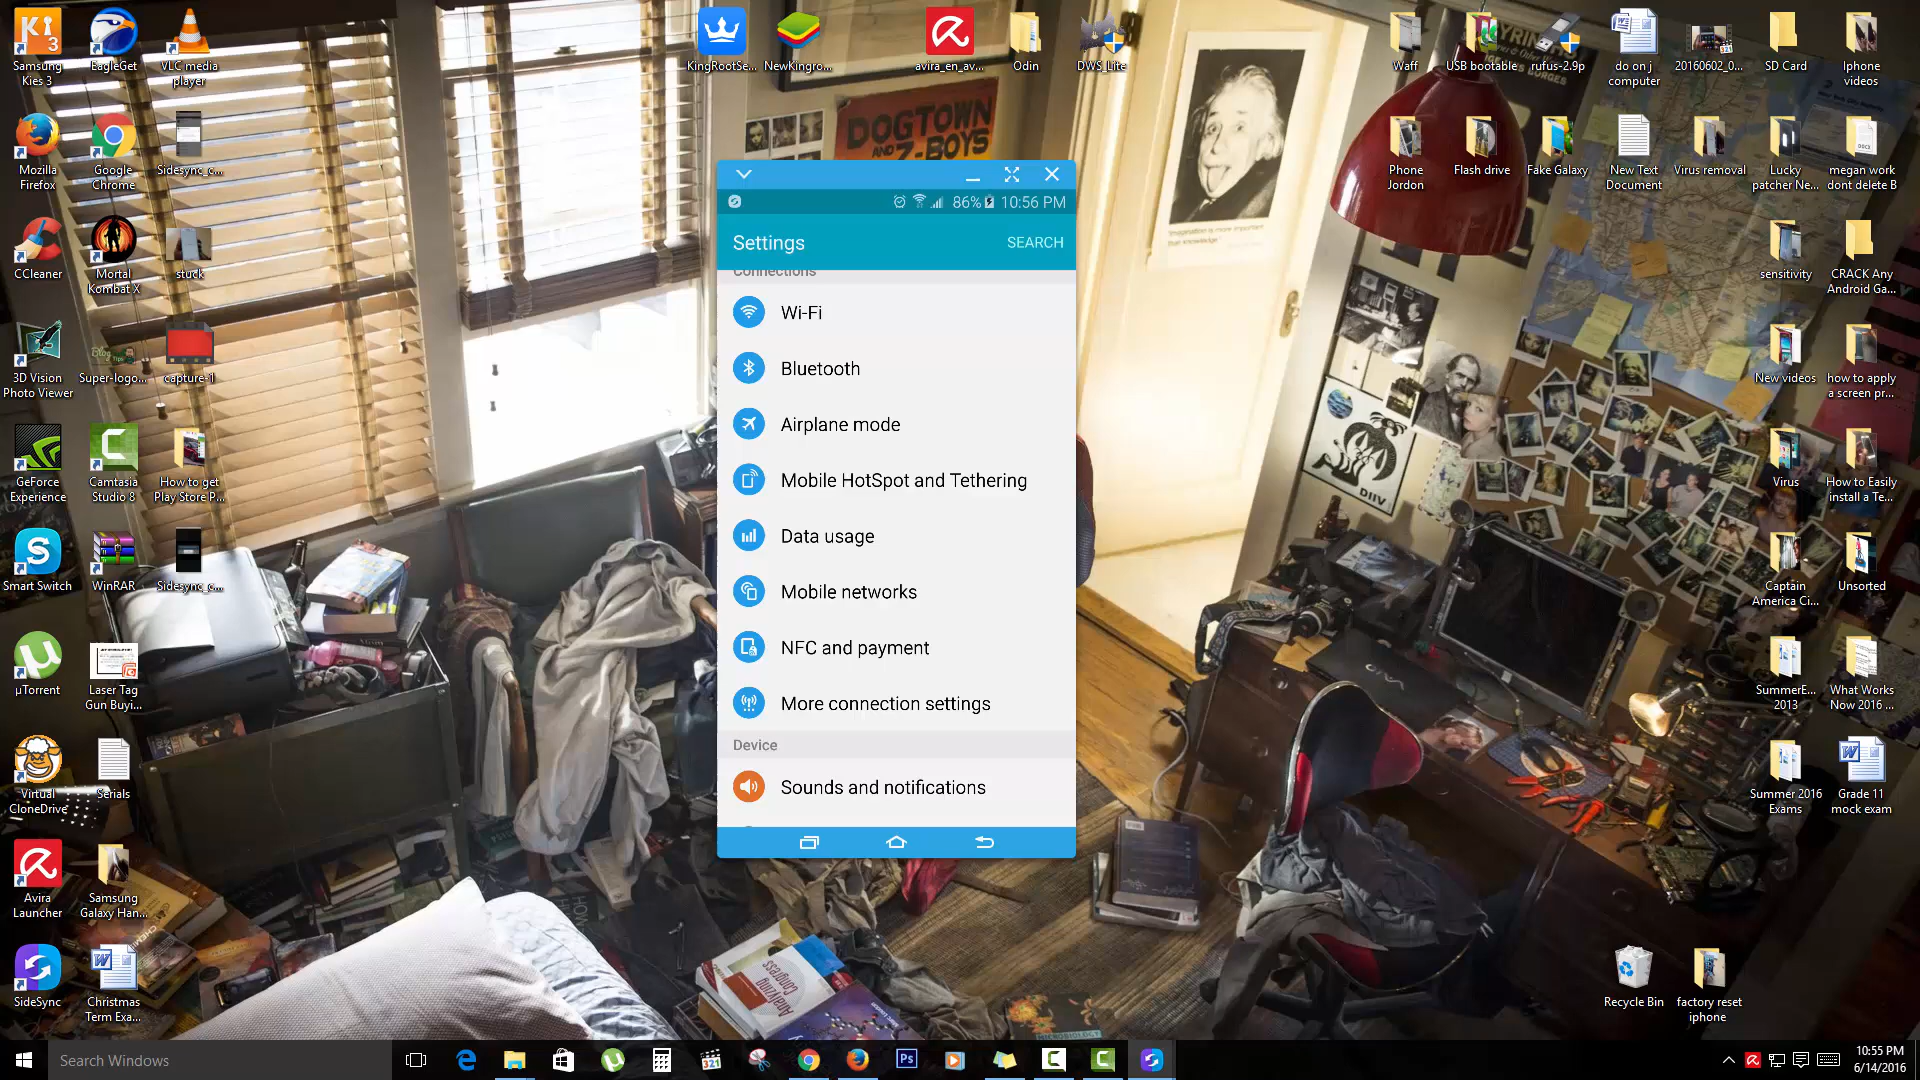 Samsung
Kies 3
EagleGet
VLC media
player
KingRootSe...
NewKingro...
avira_en_av...
Odin
DWS_Lite
Waff
USB bootable
rufus-2.9p
do on j
computer
20160602_0...
SD Card
Iphone
videos
Mozilla
Firefox
Google
Chrome
Sidesync_c...
DOGTOWN
AND Z-BOYS
Phone
Jordon
Flash drive
Fake Galaxy
New Text
Document
Virus removal
Lucky
patcher Ne...
megan work
dont delete B
86% 10:56 PM
Settings
SEARCH
Connections
Wi-Fi
Bluetooth
Airplane mode
Mobile HotSpot and Tethering
Data usage
Mobile networks
NFC and payment
More connection settings
Device
Sounds and notifications
CCleaner
Mortal
Kombat X
stuck
sensitivity
CRACK Any
Android Ga...
3D Vision
Photo Viewer
Super-logo...
capture-1
New videos
how to apply
a screen pr...
GeForce
Experience
Camtasia
Studio 8
How to get
Play Store P...
DIIV
Virus
How to Easily
install a Te...
Smart Switch
WinRAR
Sidesync_c...
Captain
America Ci...
Unsorted
µTorrent
Laser Tag
Gun Buyi...
SummerE...
2013
What Works
Now 2016 ...
Virtual
CloneDrive
Serials
Summer 2016
Exams
Grade 11
mock exam
Avira
Launcher
Samsung
Galaxy Han...
SideSync
Christmas
Term Exa...
Analyzing
Congress
Recycle Bin
factory reset
iphone
Search Windows
10:55 PM
6/14/2016